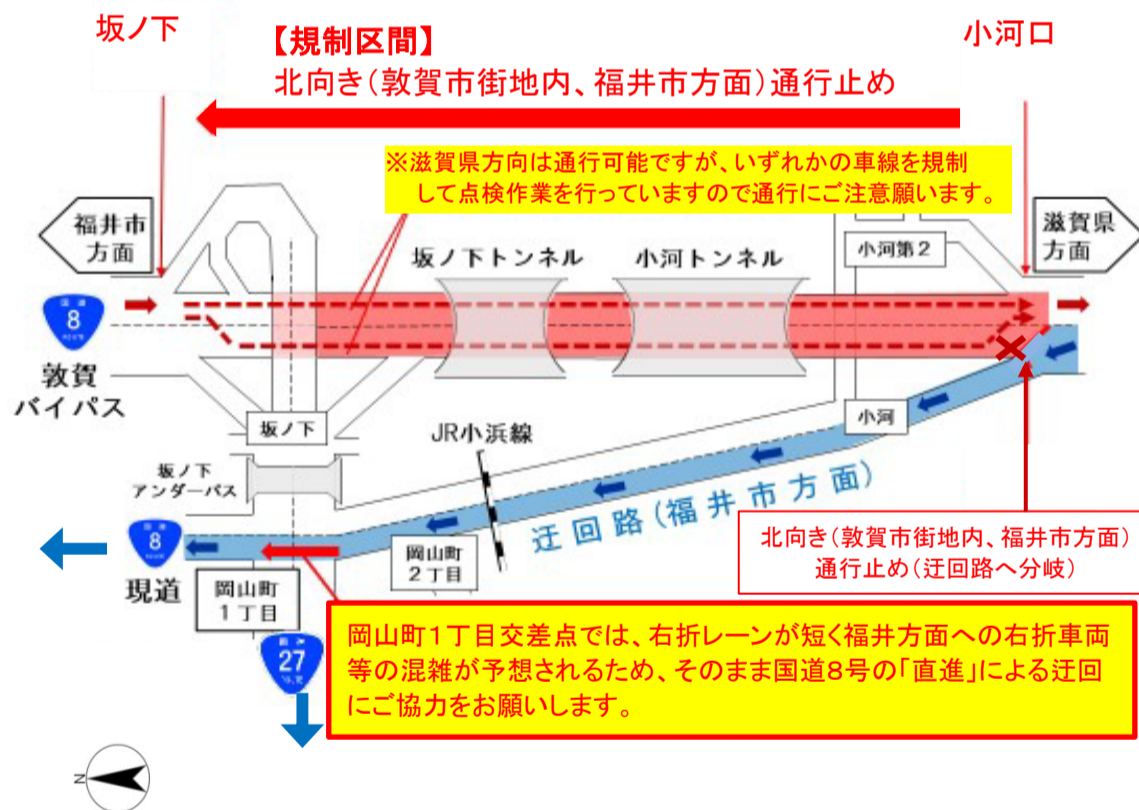 坂ノ下
【規制区間】
小河口
北向き(敦賀市街地内、福井市方面)通行止め
※滋賀県方向は通行可能ですが、いずれかの車線を規制
して点検作業を行っていますので通行にご注意願います。
福井市
方面
滋賀県
方面
坂ノ下トンネル
小河トンネル
小河第2
国道
8
ROUTE
敦賀
バイパス
坂ノ下
JR小浜線
小河
坂ノ下
アンダーパス
迂回路(福井市方面)
北向き(敦賀市街地内、福井市方面)
通行止め(迂回路へ分岐)
8
現道
岡山町
2丁目
岡山町
1丁目
27
岡山町1丁目交差点では、右折レーンが短く福井方面への右折車両
等の混雑が予想されるため、そのまま国道8号の「直進」による迂回
にご協力をお願いします。
N